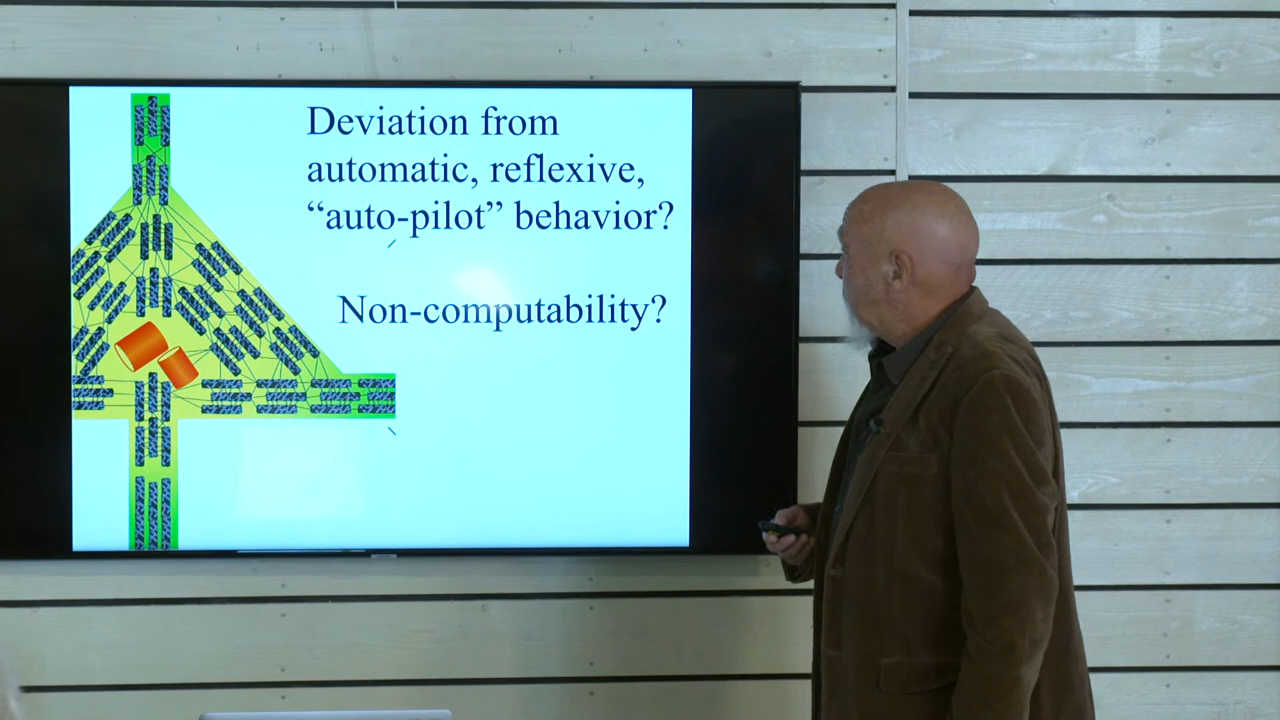 Deviation from
automatic, reflexive,
“auto-pilot” behavior?
Non-computability?